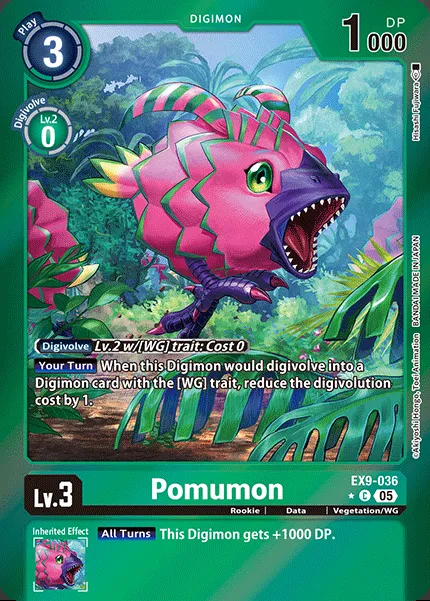 DIGIMON
Play
3
DP
1000
Digivolve
Lv.2
0
Hisashi Fujiwara
Digivolve Lv.2 w/[WG] trait: Cost 0
Your Turn When this Digimon would digivolve into a
Digimon card with the [WG] trait, reduce the digivolution
cost by 1.
©Akiyoshi Hongo, Toei Animation BANDAI MADE IN JAPAN
Lv.3
Pomumon
EX9-036
C 05
Rookie | Data | Vegetation/WG
Inherited Effect
All Turns This Digimon gets +1000 DP.